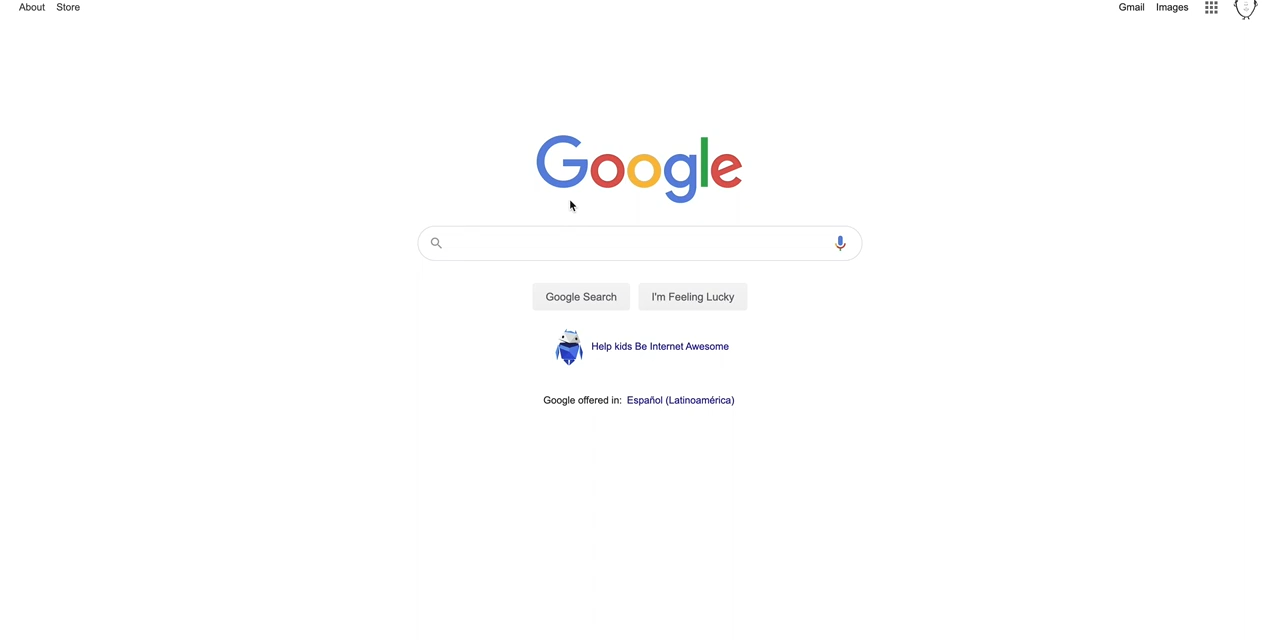 About Store
Gmail Images
Google
Google Search I'm Feeling Lucky
Help kids Be Internet Awesome
Google offered in: Español (Latinoamérica)